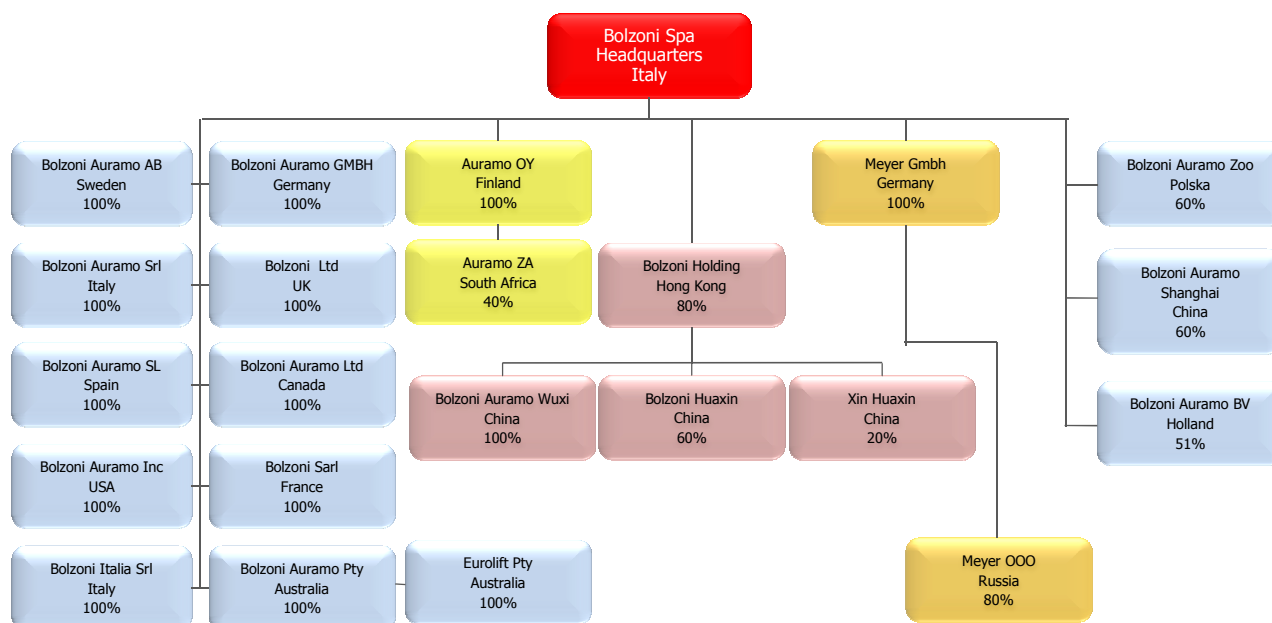 Bolzoni Spa
Headquarters
Italy
Bolzoni Auramo AB
Sweden
100%
Bolzoni Auramo GMBH
Germany
100%
Auramo OY
Finland
100%
Meyer Gmbh
Germany
100%
Bolzoni Auramo Zoo
Polska
60%
Bolzoni Auramo Srl
Italy
100%
Bolzoni Ltd
UK
100%
Auramo ZA
South Africa
40%
Bolzoni Holding
Hong Kong
80%
Bolzoni Auramo
Shanghai
China
60%
Bolzoni Auramo SL
Spain
100%
Bolzoni Auramo Ltd
Canada
100%
Bolzoni Auramo Wuxi
China
100%
Bolzoni Huaxin
China
60%
Xin Huaxin
China
20%
Bolzoni Auramo BV
Holland
51%
Bolzoni Auramo Inc
USA
100%
Bolzoni Sarl
France
100%
Bolzoni Italia Srl
Italy
100%
Bolzoni Auramo Pty
Australia
100%
Eurolift Pty
Australia
100%
Meyer OOO
Russia
80%